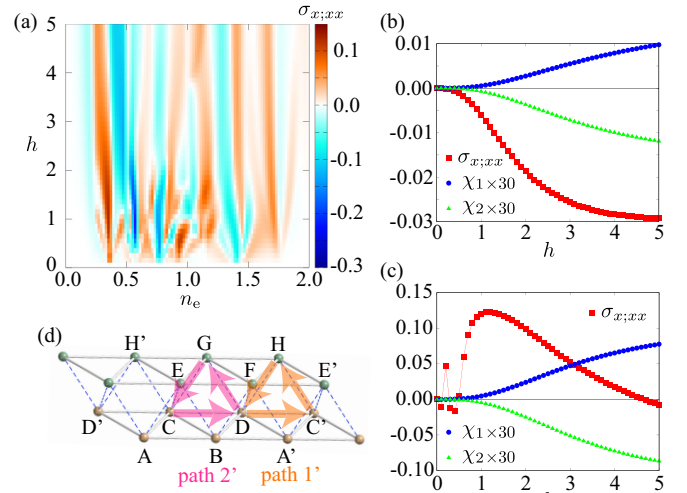 (a)
σx;xx
5
4
3
2
1
0
h
0.0 0.5 1.0 1.5 2.0
ne
0.15
0.1
0.0
-0.1
-0.2
-0.3
(b)
0.01
0.00
-0.01
-0.02
-0.03
σx;xx
χ1×30
χ2×30
0 1 2 3 4 5
h
(c)
0.15
0.10
0.05
0.00
-0.05
-0.10
σx;xx
χ1×30
χ2×30
0 1 2 3 4 5
(d)
H' G H
E F E'
D' C D C'
A B A'
path 2' path 1'